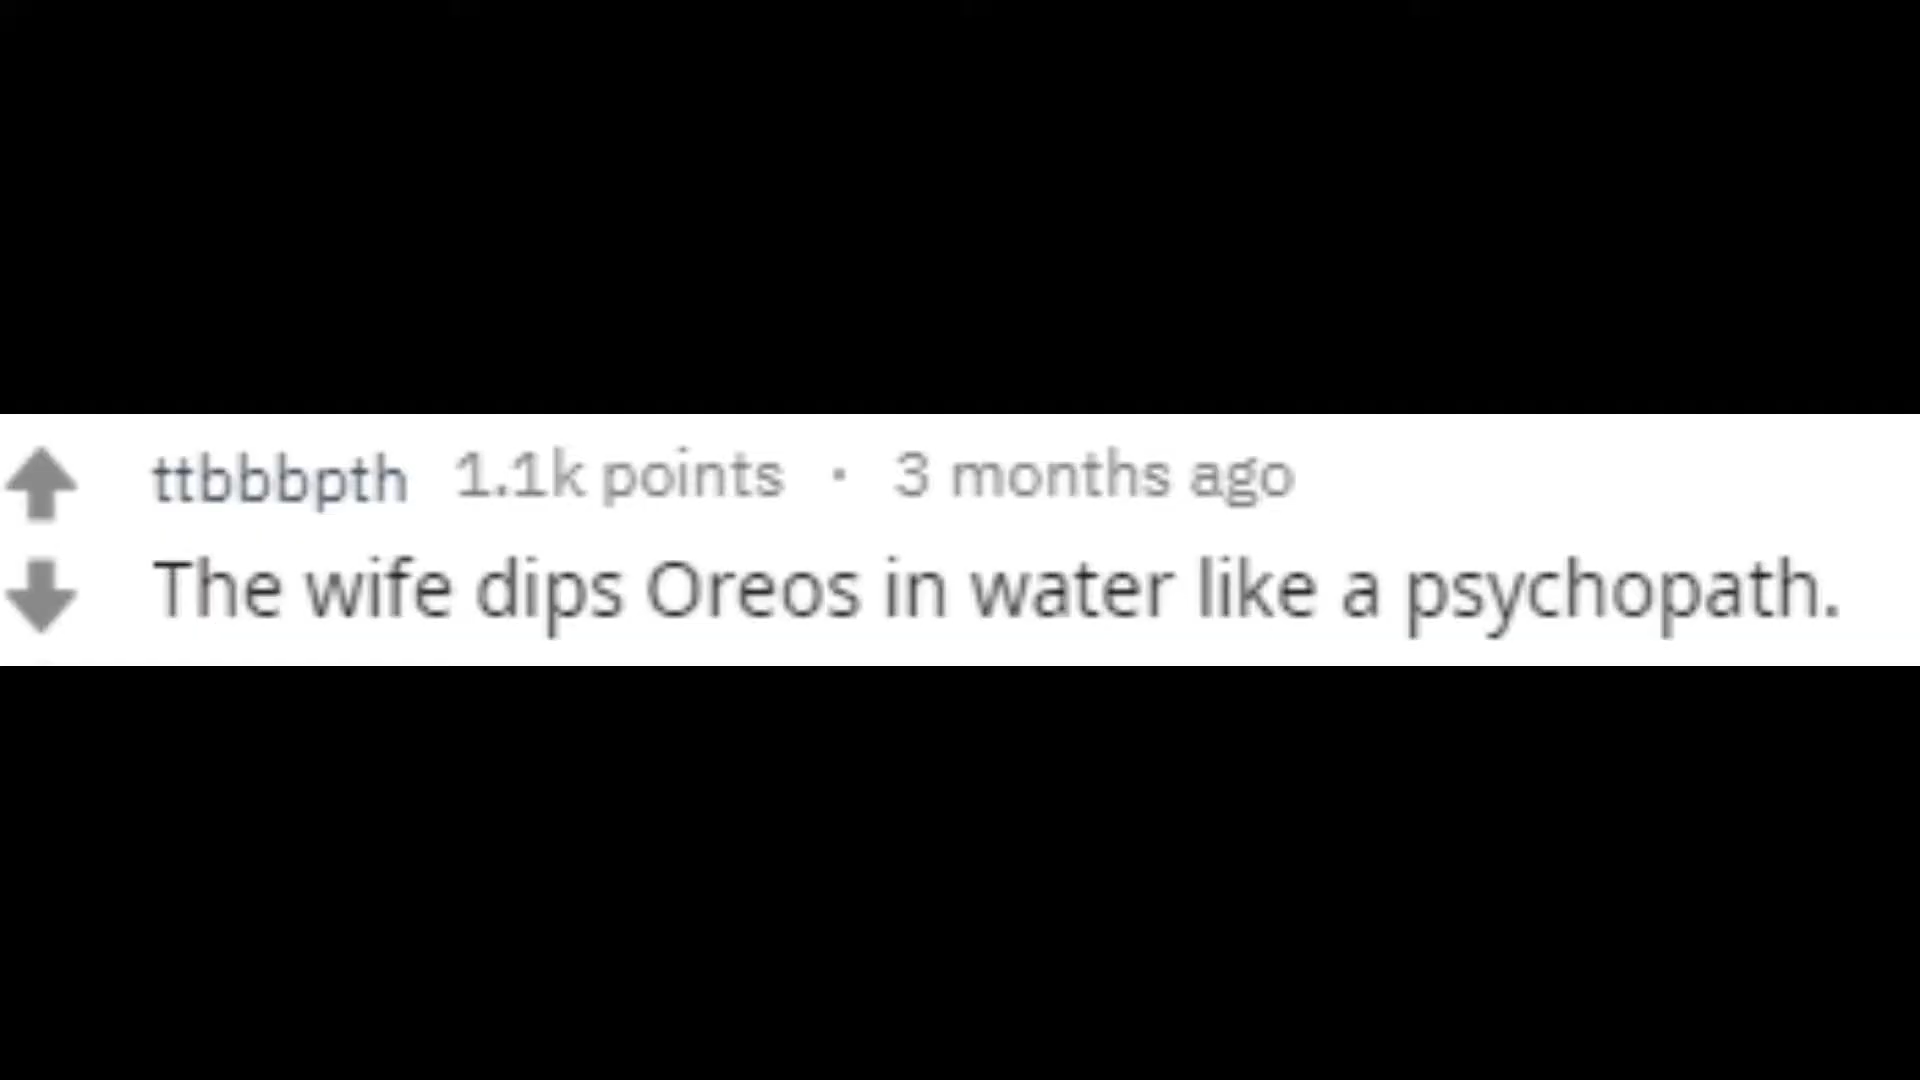 ttbbbpth 1.1k points · 3 months ago
The wife dips Oreos in water like a psychopath.